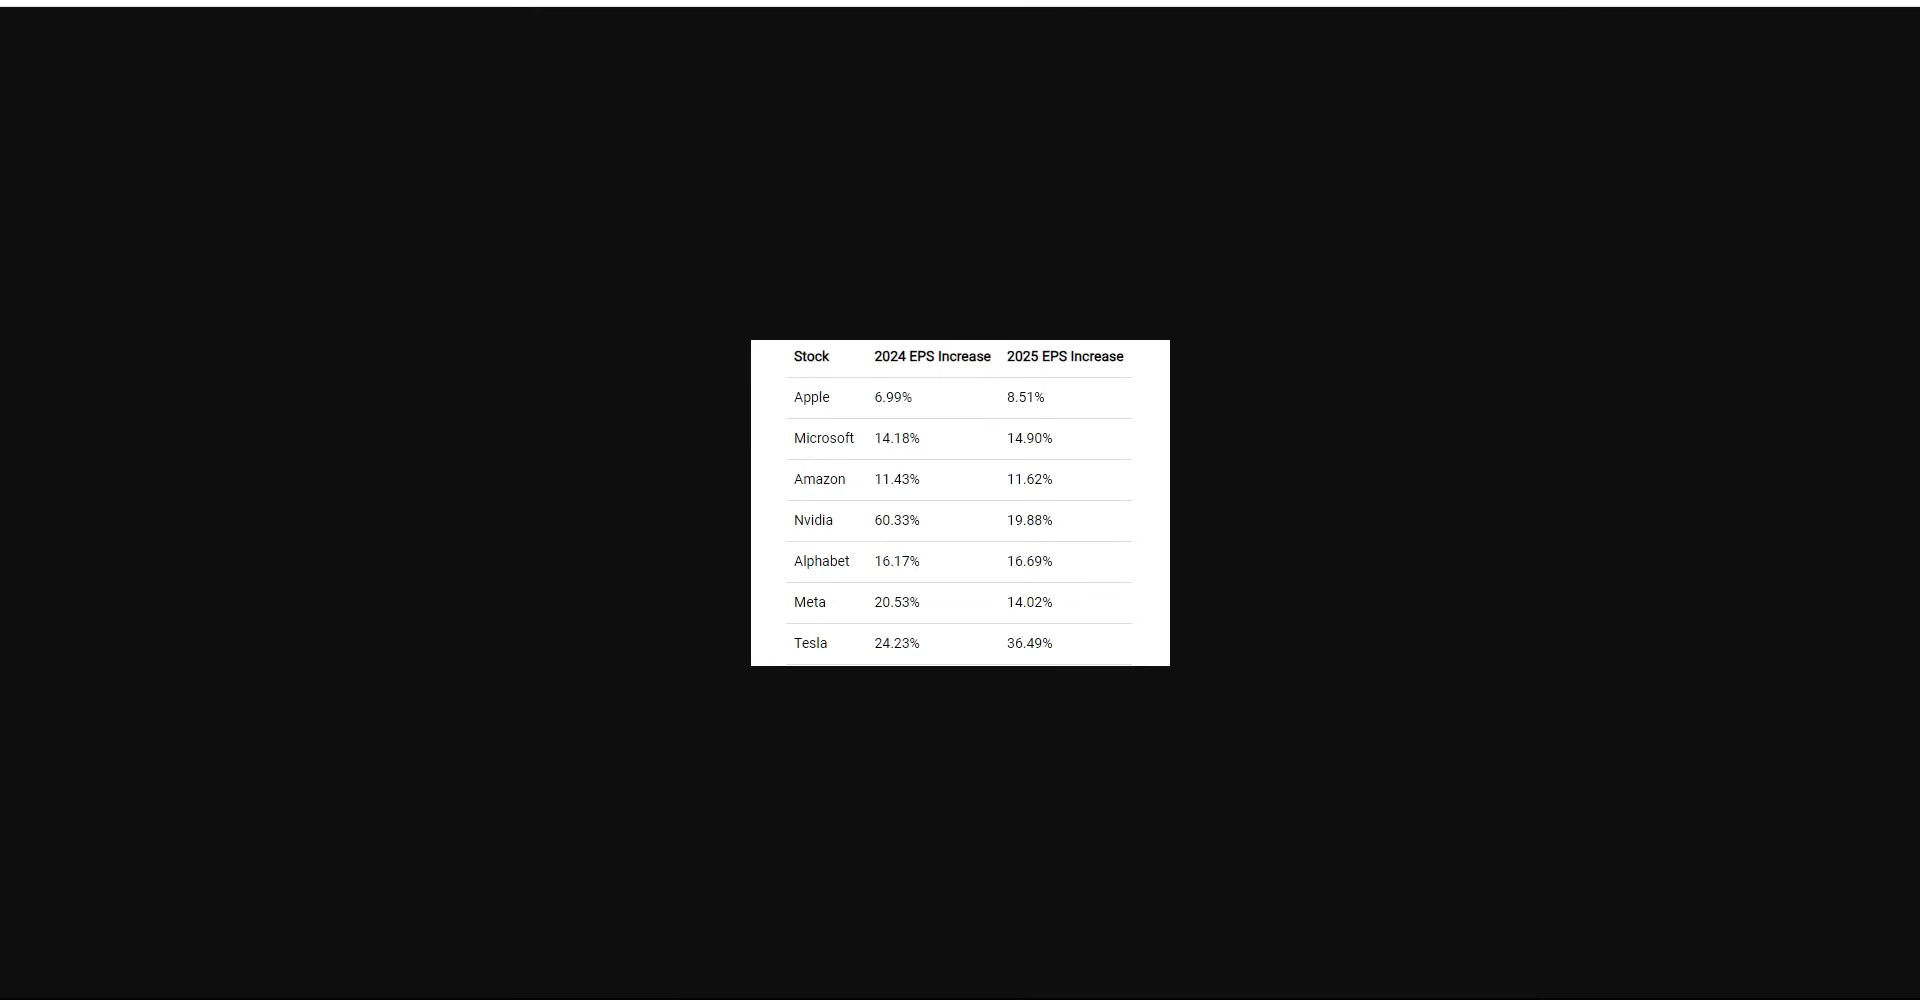 Stock 2024 EPS Increase 2025 EPS Increase
Apple 6.99% 8.51%
Microsoft 14.18% 14.90%
Amazon 11.43% 11.62%
Nvidia 60.33% 19.88%
Alphabet 16.17% 16.69%
Meta 20.53% 14.02%
Tesla 24.23% 36.49%